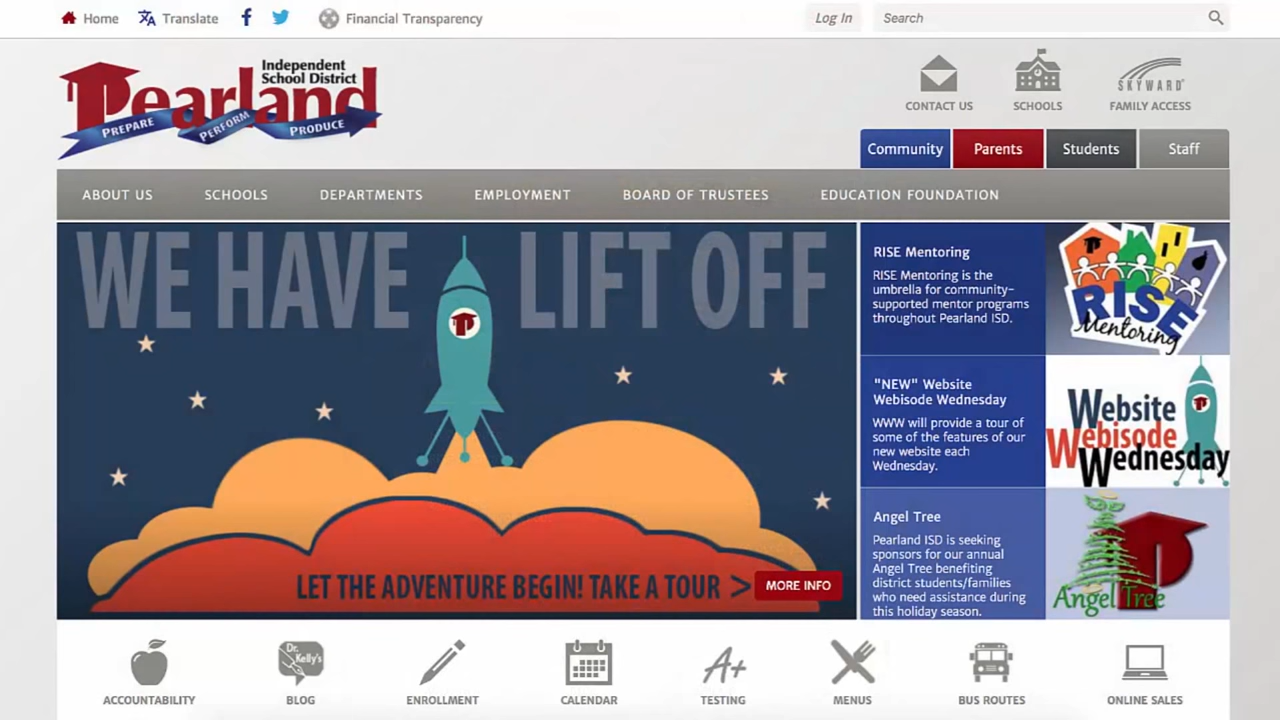 Home
Translate
Financial Transparency
Log In
Search
Independent
School District
Pearland
PREPARE PERFORM PRODUCE
CONTACT US
SCHOOLS
SKYWARD®
FAMILY ACCESS
Community
Parents
Students
Staff
ABOUT US
SCHOOLS
DEPARTMENTS
EMPLOYMENT
BOARD OF TRUSTEES
EDUCATION FOUNDATION
WE HAVE LIFT OFF
P
LET THE ADVENTURE BEGIN! TAKE A TOUR >
MORE INFO
RISE Mentoring
RISE Mentoring is the
umbrella for community-
supported mentor programs
throughout Pearland ISD.
RISE
Mentoring
"NEW" Website
Webisode Wednesday
WWW will provide a tour of
some of the features of our
new website each
Wednesday.
Website
Webisode
Wednesday
P
Angel Tree
Pearland ISD is seeking
sponsors for our annual
Angel Tree benefiting
district students/families
who need assistance during
this holiday season.
P
Angel Tree
ACCOUNTABILITY
Dr.
Kelly's
BLOG
ENROLLMENT
CALENDAR
A+
TESTING
MENUS
BUS ROUTES
ONLINE SALES